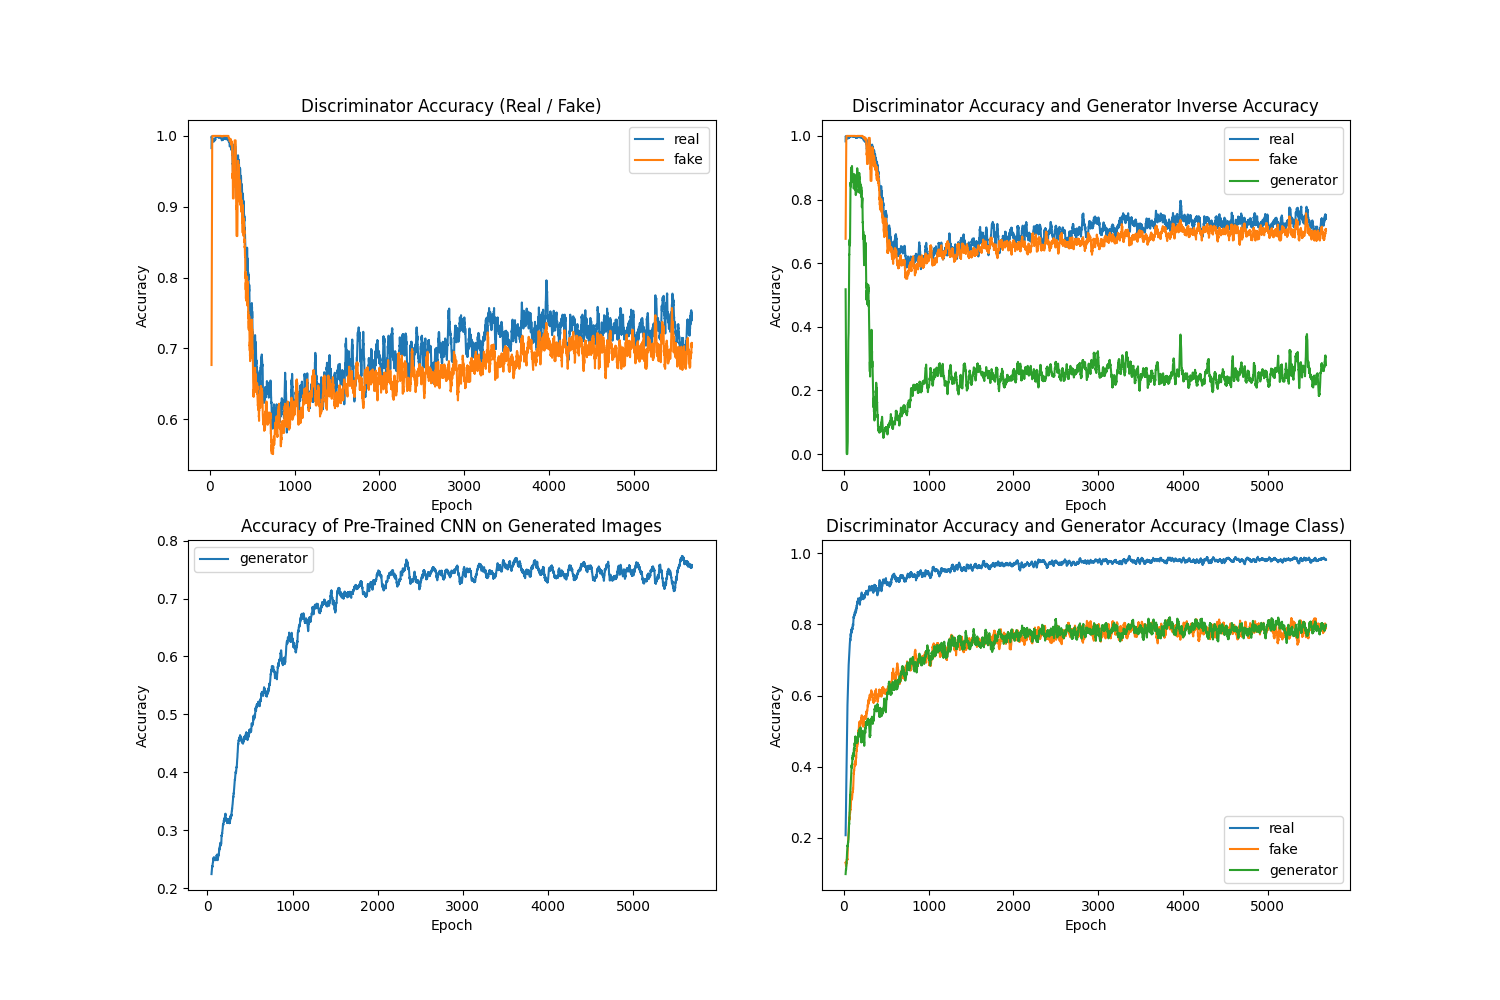 Discriminator Accuracy (Real / Fake)
1.0
0.9
0.8
0.7
0.6
Accuracy
0
1000
2000
3000
4000
5000
Epoch
real
fake
Discriminator Accuracy and Generator Inverse Accuracy
1.0
0.8
0.6
0.4
0.2
0.0
Accuracy
0
1000
2000
3000
4000
5000
Epoch
real
fake
generator
Accuracy of Pre-Trained CNN on Generated Images
0.8
0.7
0.6
0.5
0.4
0.3
0.2
Accuracy
0
1000
2000
3000
4000
5000
Epoch
generator
Discriminator Accuracy and Generator Accuracy (Image Class)
1.0
0.8
0.6
0.4
0.2
Accuracy
0
1000
2000
3000
4000
5000
Epoch
real
fake
generator